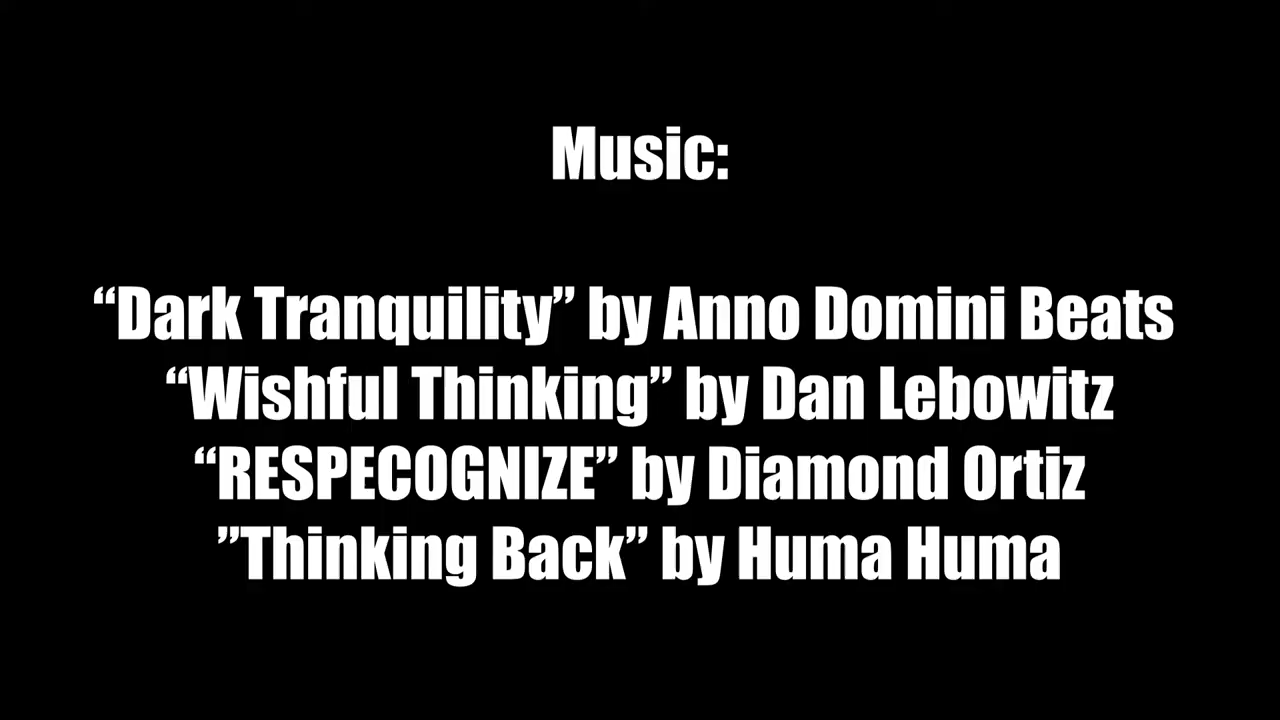 Music:
“Dark Tranquility” by Anno Domini Beats
“Wishful Thinking” by Dan Lebowitz
“RESPECOGNIZE” by Diamond Ortiz
”Thinking Back” by Huma Huma